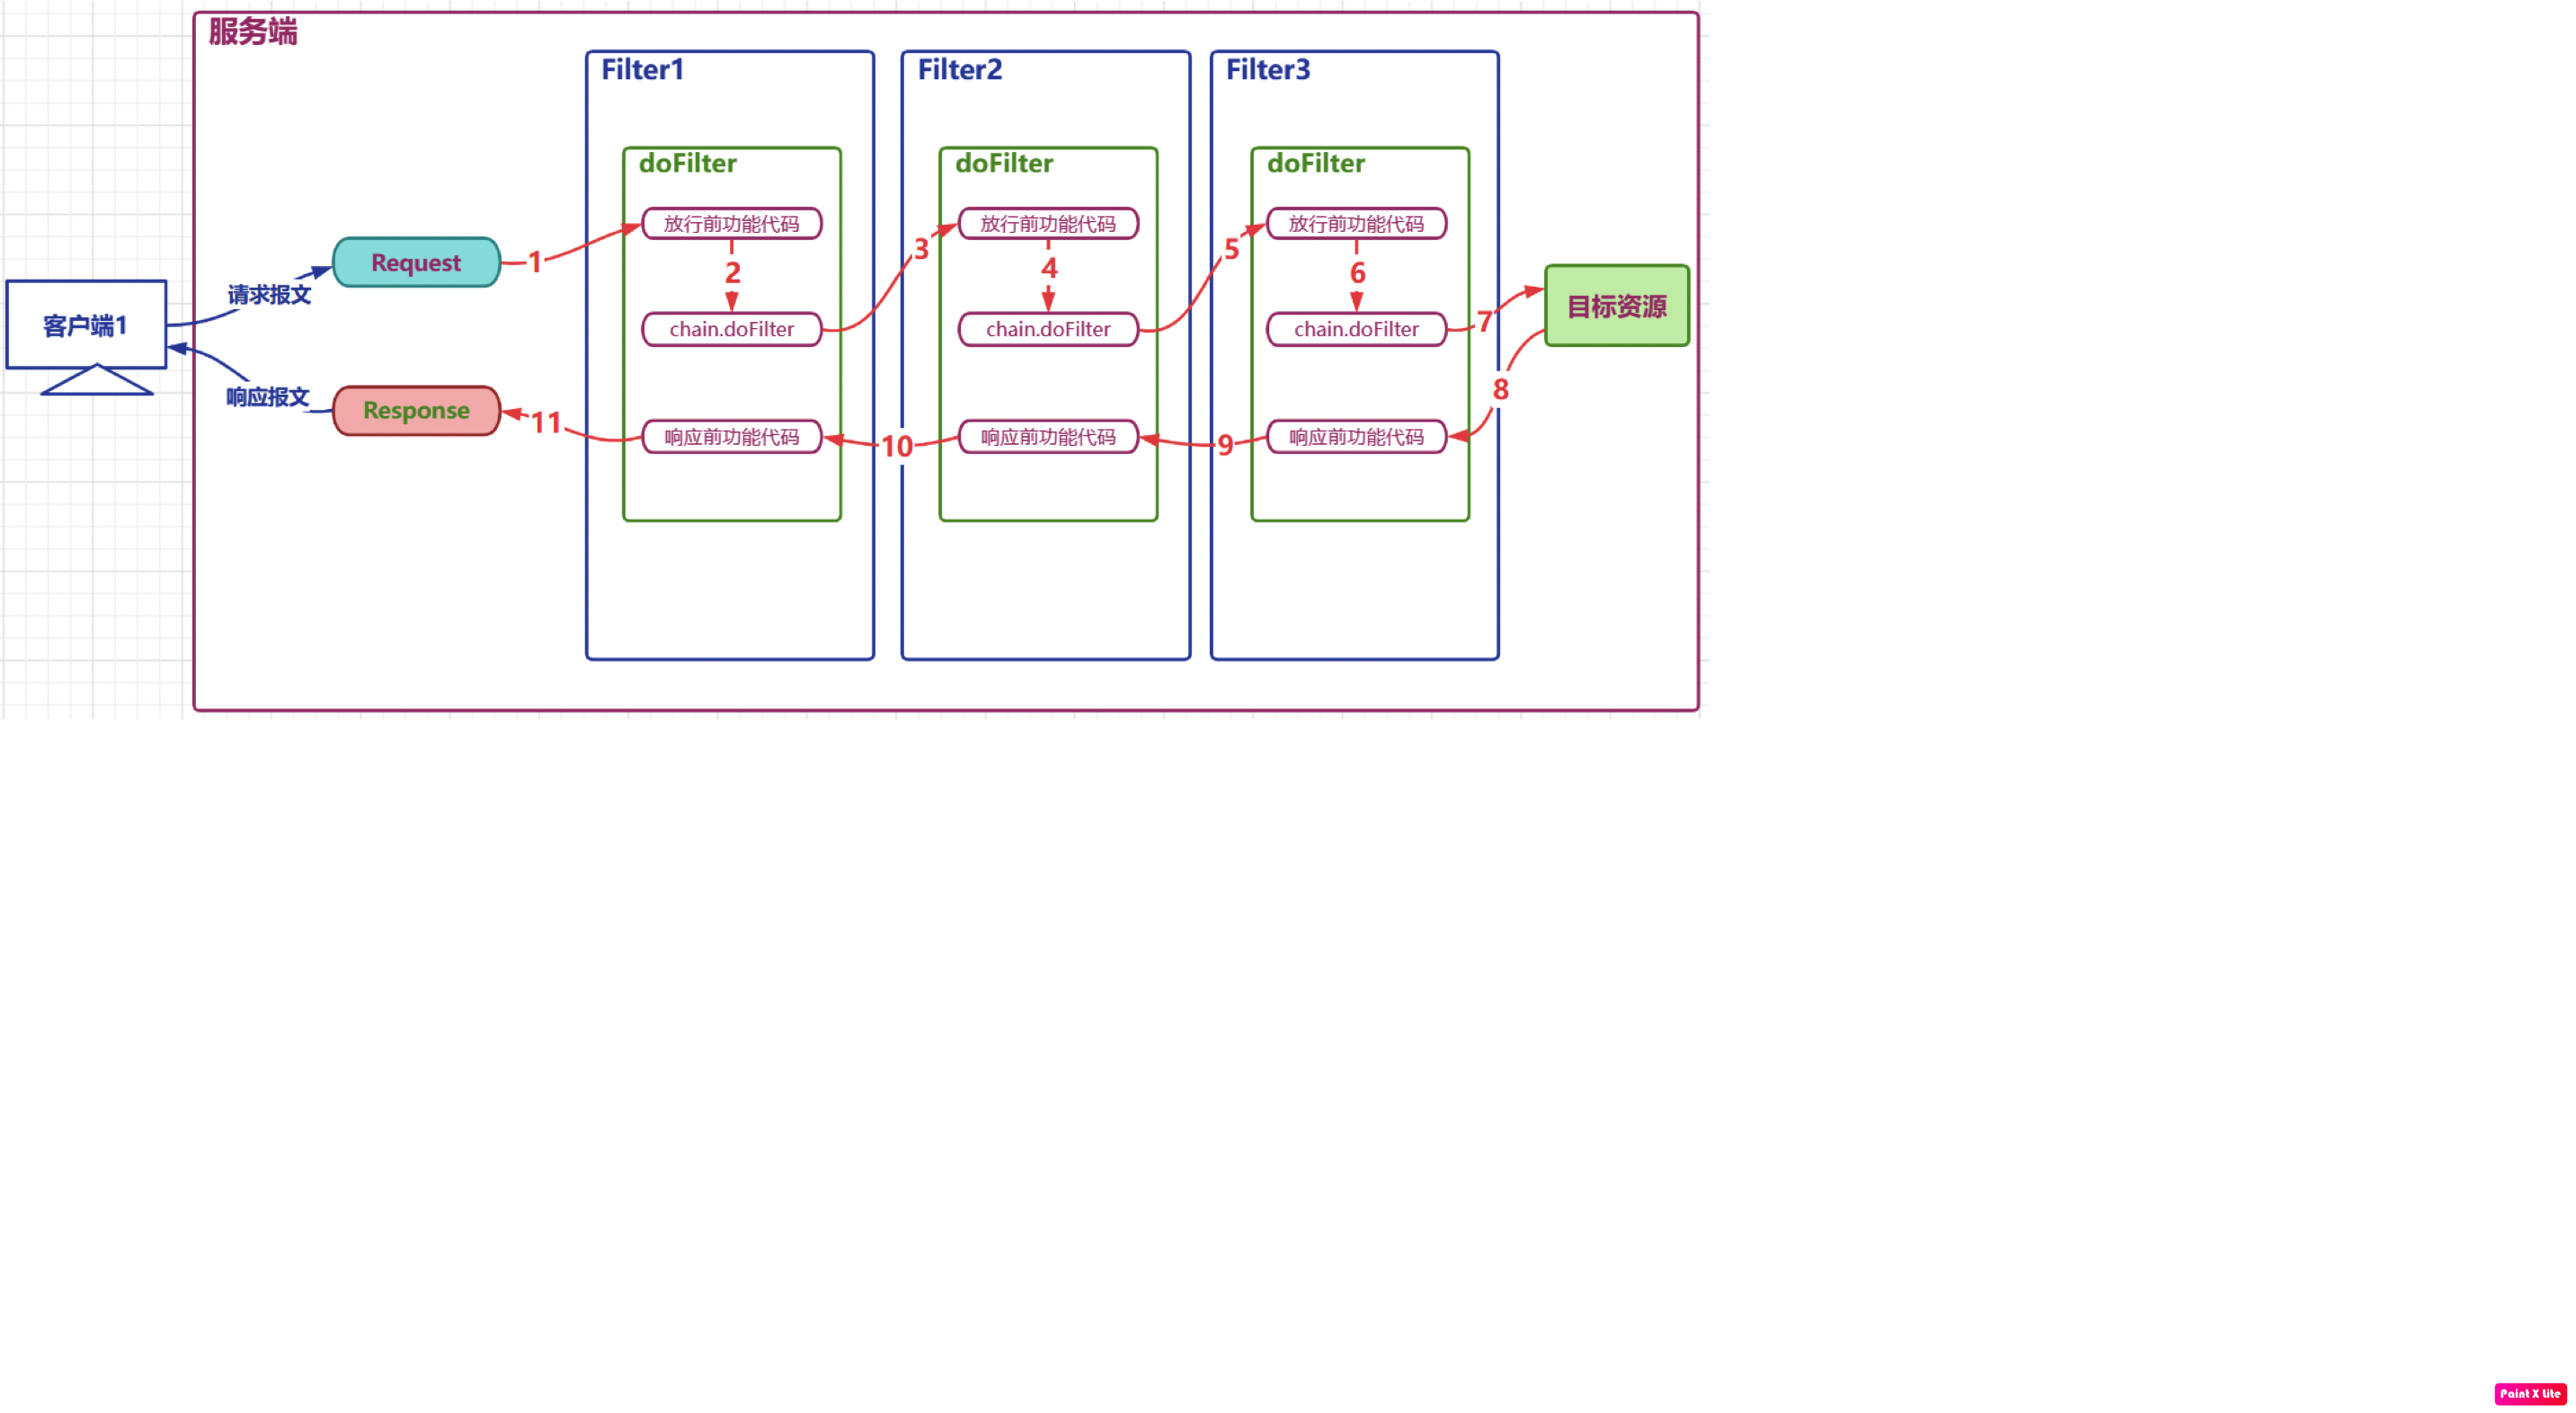 服务端
Filter1
Filter2
Filter3
doFilter
doFilter
doFilter
放行前功能代码
放行前功能代码
放行前功能代码
Request
1
2
3
4
5
6
请求报文
客户端1
目标资源
chain.doFilter
chain.doFilter
chain.doFilter
7
8
响应报文
Response
11
响应前功能代码
10
响应前功能代码
9
响应前功能代码
Paint X Lite